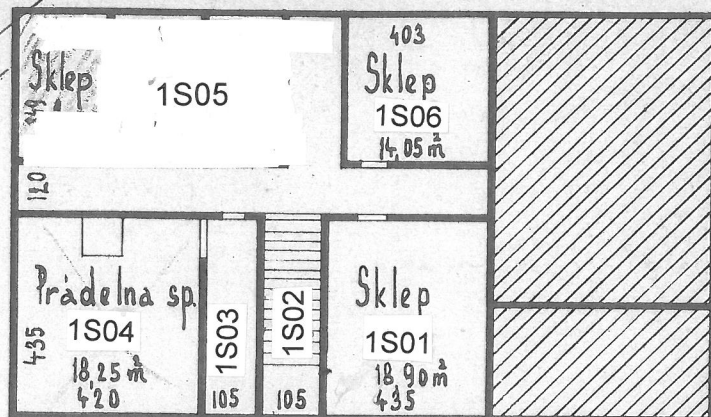 Sklep
1S05
120
403
Sklep
1S06
14,05 m²
Prádelna sp.
1S04
435
18,25 m²
420
1S03
105
1S02
105
Sklep
1S01
18,90 m²
435